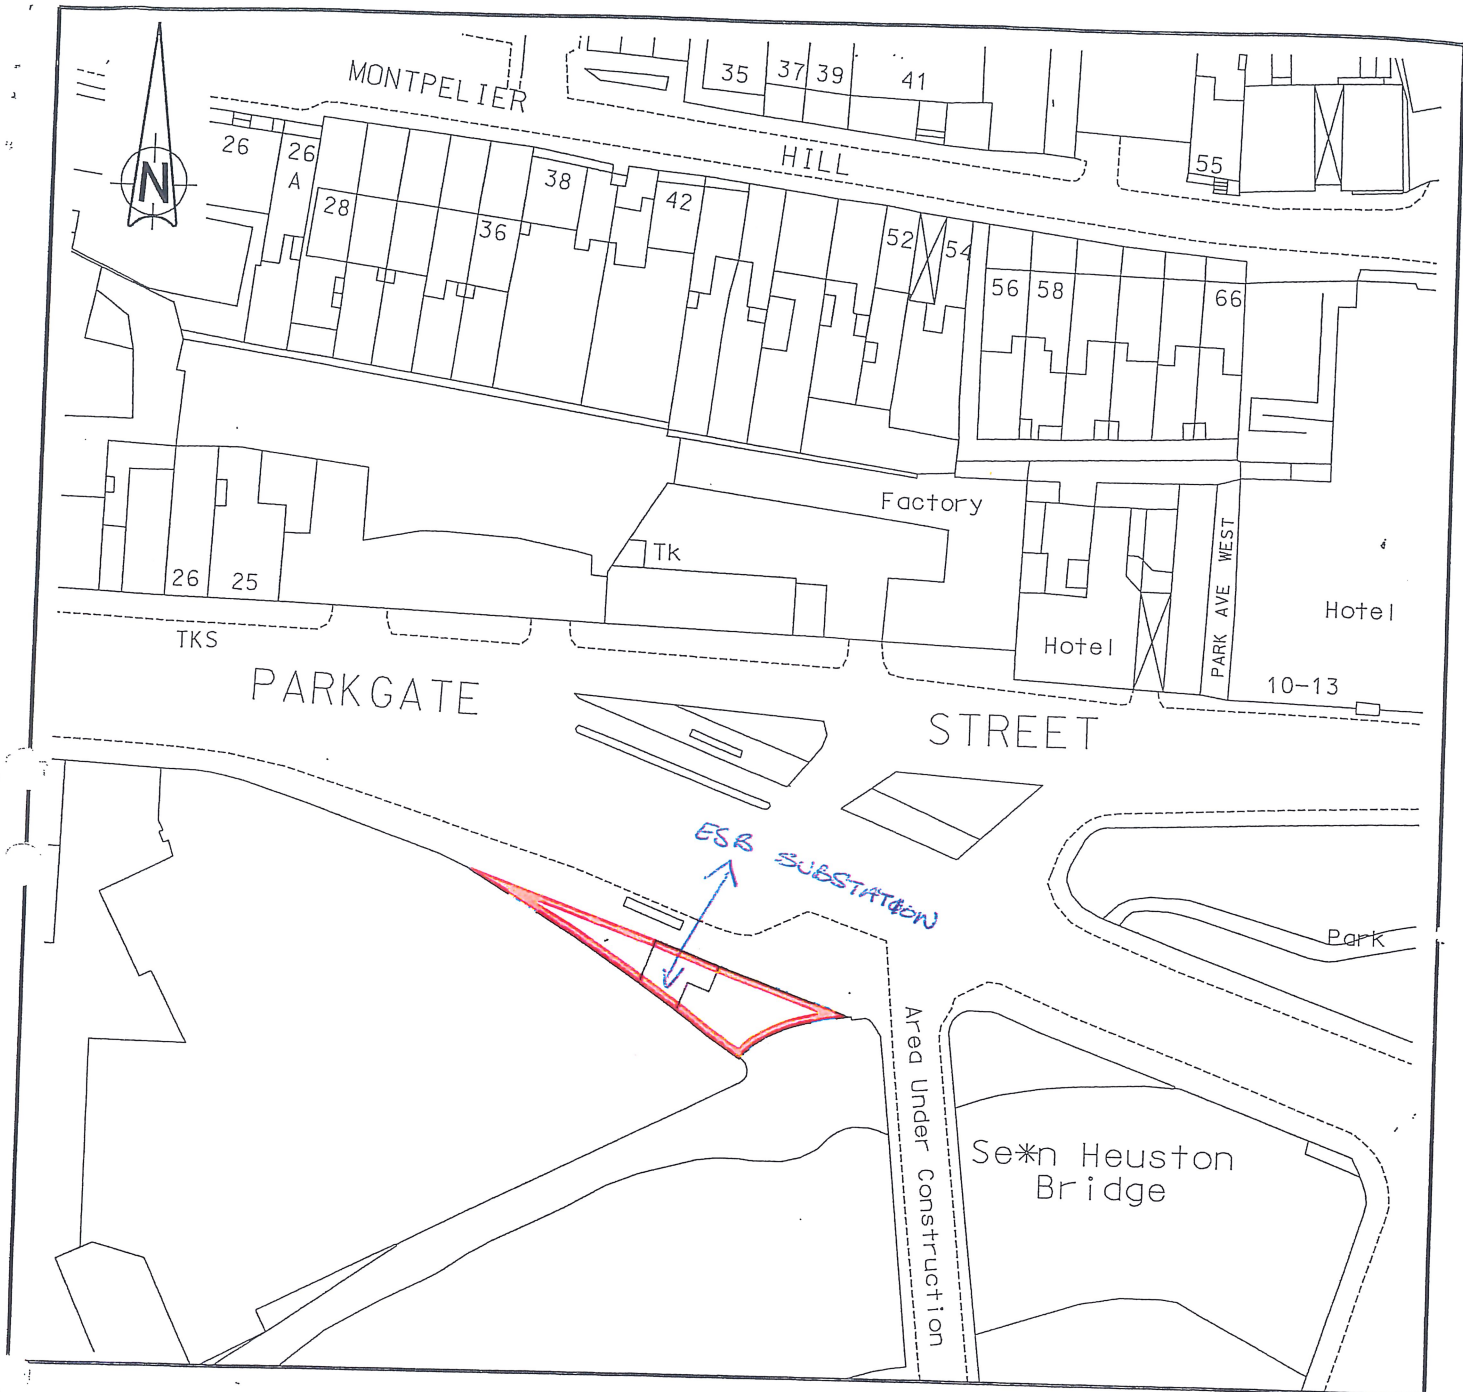 MONTPELIER
HILL
35
37
39
41
55
26
26
A
28
36
38
42
52
54
56
58
66
N
Factory
Tk
26
25
TKS
Hotel
PARK AVE WEST
Hotel
10-13
PARKGATE
STREET
ESB SUBSTATION
Park
Area Under Construction
Se*n Heuston
Bridge